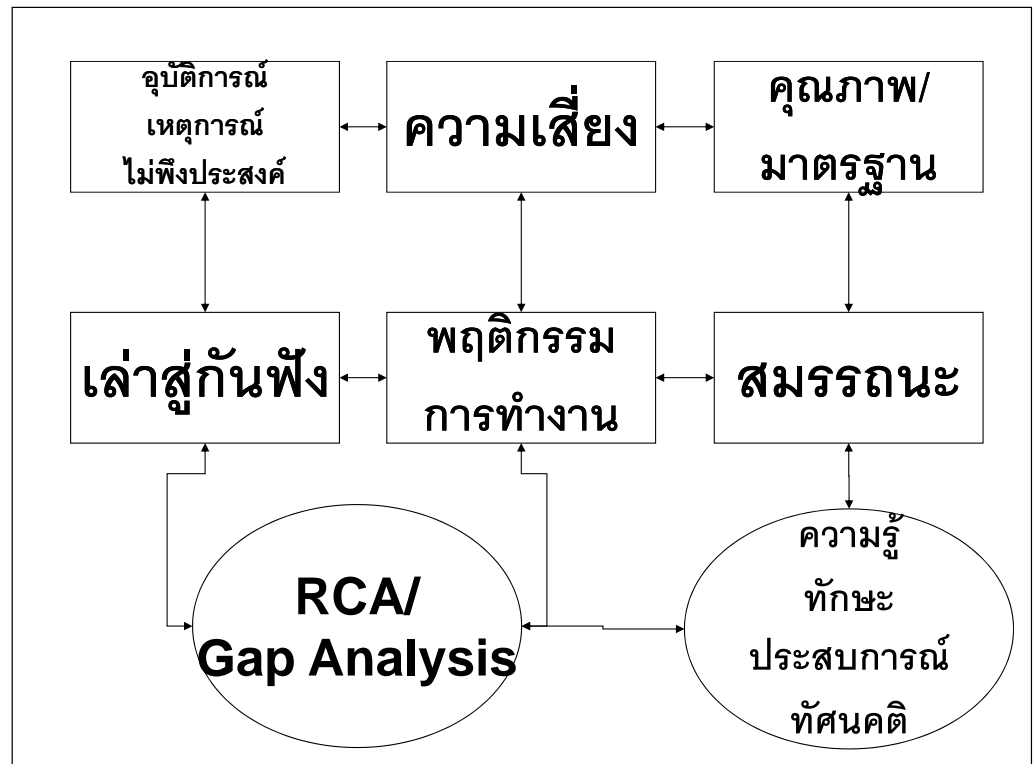 อุบัติการณ์
เหตุการณ์
ไม่พึงประสงค์
ความเสี่ยง
คุณภาพ/
มาตรฐาน
เล่าสู่กันฟัง
พฤติกรรม
การทำงาน
สมรรถนะ
RCA/
Gap Analysis
ความรู้
ทักษะ
ประสบการณ์
ทัศนคติ